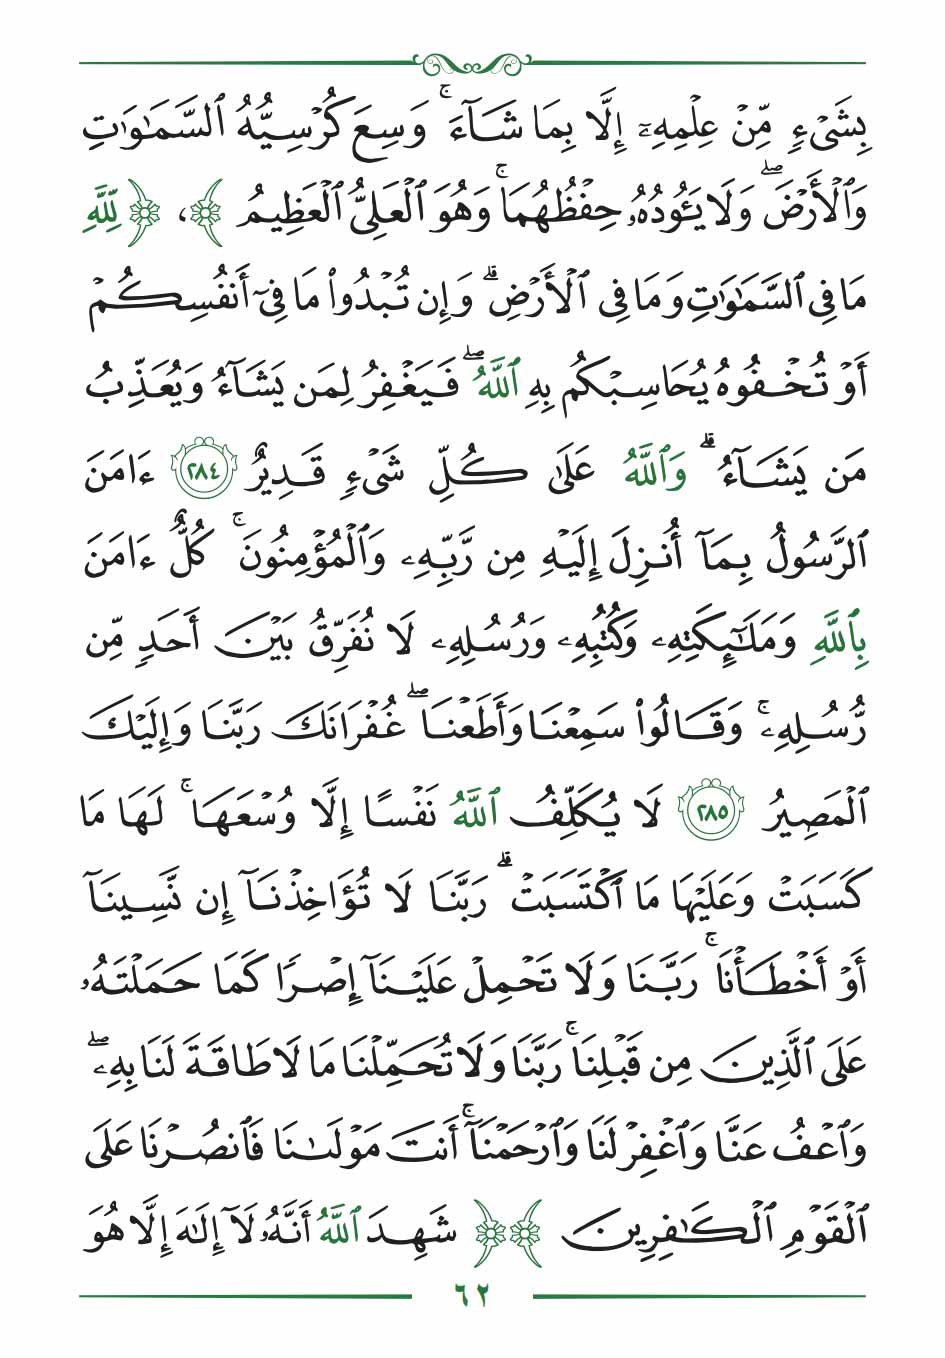 بِشَىْءٍ مِّنْ عِلْمِهِۦٓ إِلَّا بِمَا شَآءَ ۚ وَسِعَ كُرْسِيُّهُ ٱلسَّمَـٰوَٰتِ
وَٱلْأَرْضَ ۖ وَلَا يَـُٔودُهُۥ حِفْظُهُمَا ۚ وَهُوَ ٱلْعَلِىُّ ٱلْعَظِيمُ ﴾، ﴿ لِّلَّهِ
مَا فِى ٱلسَّمَـٰوَٰتِ وَمَا فِى ٱلْأَرْضِ ۗ وَإِن تُبْدُوا۟ مَا فِىٓ أَنفُسِكُمْ
أَوْ تُخْفُوهُ يُحَاسِبْكُم بِهِ ٱللَّهُ ۖ فَيَغْفِرُ لِمَن يَشَآءُ وَيُعَذِّبُ
مَن يَشَآءُ ۗ وَٱللَّهُ عَلَىٰ كُلِّ شَىْءٍ قَدِيرٌ ٢٨٤ ءَامَنَ
ٱلرَّسُولُ بِمَآ أُنزِلَ إِلَيْهِ مِن رَّبِّهِۦ وَٱلْمُؤْمِنُونَ ۚ كُلٌّ ءَامَنَ
بِٱللَّهِ وَمَلَـٰٓئِكَتِهِۦ وَكُتُبِهِۦ وَرُسُلِهِۦ لَا نُفَرِّقُ بَيْنَ أَحَدٍ مِّن
رُّسُلِهِۦ ۚ وَقَالُوا۟ سَمِعْنَا وَأَطَعْنَا ۖ غُفْرَانَكَ رَبَّنَا وَإِلَيْكَ
ٱلْمَصِيرُ ٢٨٥ لَا يُكَلِّفُ ٱللَّهُ نَفْسًا إِلَّا وُسْعَهَا ۚ لَهَا مَا
كَسَبَتْ وَعَلَيْهَا مَا ٱكْتَسَبَتْ ۗ رَبَّنَا لَا تُؤَاخِذْنَآ إِن نَّسِينَآ
أَوْ أَخْطَأْنَا ۚ رَبَّنَا وَلَا تَحْمِلْ عَلَيْنَآ إِصْرًا كَمَا حَمَلْتَهُۥ
عَلَى ٱلَّذِينَ مِن قَبْلِنَا ۚ رَبَّنَا وَلَا تُحَمِّلْنَا مَا لَا طَاقَةَ لَنَا بِهِۦ ۖ
وَٱعْفُ عَنَّا وَٱغْفِرْ لَنَا وَٱرْحَمْنَآ ۚ أَنتَ مَوْلَىٰنَا فَٱنصُرْنَا عَلَى
ٱلْقَوْمِ ٱلْكَـٰفِرِينَ ﴾ ﴿ شَهِدَ ٱللَّهُ أَنَّهُۥ لَآ إِلَـٰهَ إِلَّا هُوَ
٦٢